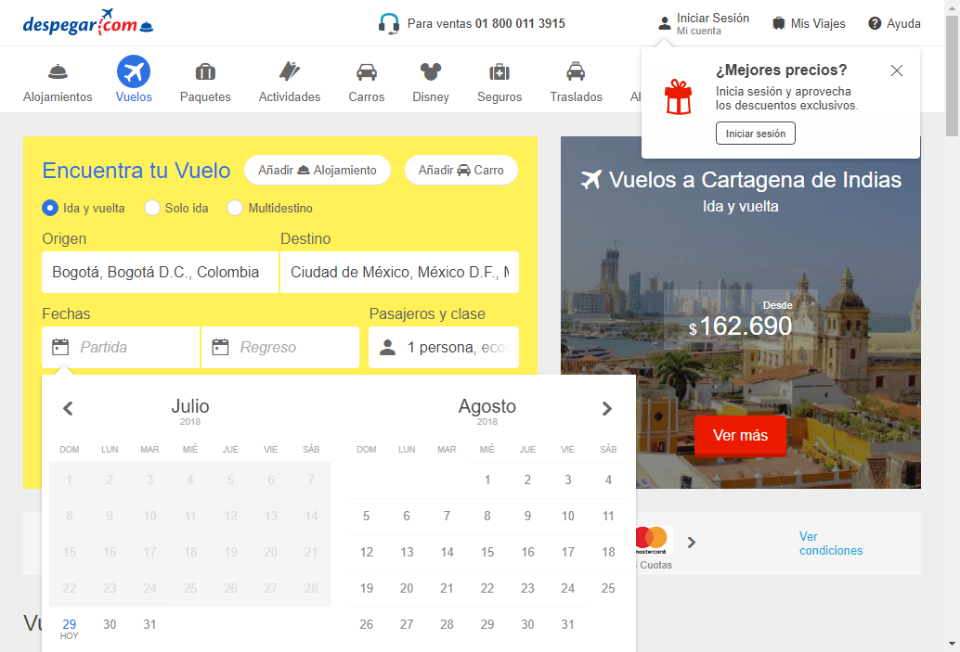 despegar.com
Para ventas 01 800 011 3915
Iniciar Sesión
Mi cuenta
Mis Viajes
Ayuda
Alojamientos
Vuelos
Paquetes
Actividades
Carros
Disney
Seguros
Traslados
¿Mejores precios?
Inicia sesión y aprovecha
los descuentos exclusivos.
Iniciar sesión
Encuentra tu Vuelo
Añadir Alojamiento
Añadir Carro
Ida y vuelta
Solo ida
Multidestino
Origen
Destino
Bogotá, Bogotá D.C., Colombia
Ciudad de México, México D.F., M
Fechas
Pasajeros y clase
Partida
Regreso
1 persona, eco
Vuelos a Cartagena de Indias
Ida y vuelta
Desde
$ 162.690
Ver más
Julio
2018
DOM LUN MAR MIÉ JUE VIE SÁB
1 2 3 4 5 6 7
8 9 10 11 12 13 14
15 16 17 18 19 20 21
22 23 24 25 26 27 28
29 30 31
HOY
Agosto
2018
DOM LUN MAR MIÉ JUE VIE SÁB
1 2 3 4
5 6 7 8 9 10 11
12 13 14 15 16 17 18
19 20 21 22 23 24 25
26 27 28 29 30 31
mastercard
Cuotas
Ver
condiciones